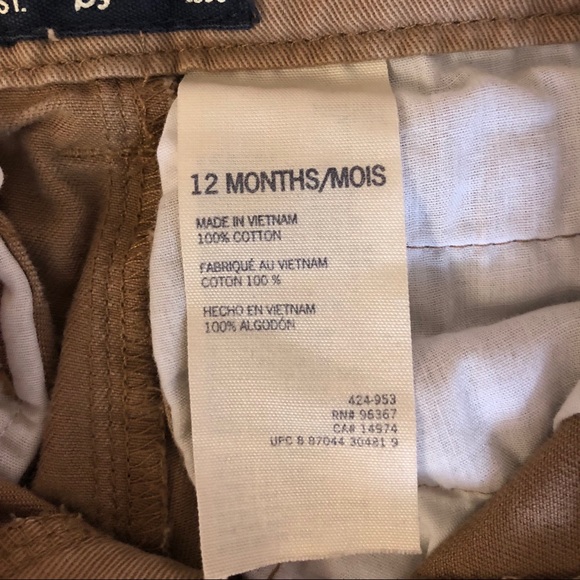 ST.
12 MONTHS/MOIS
MADE IN VIETNAM
100% COTTON
FABRIQUÉ AU VIETNAM
COTON 100 %
HECHO EN VIETNAM
100% ALGODÓN
424-953
RN# 96367
CA# 14974
UPC 8 87044 30481 9